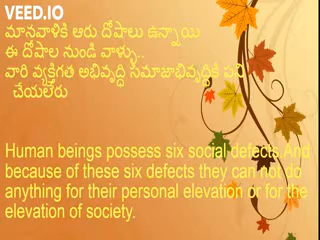 VEED.IO
మానవాళికి ఆరు దోషాలు ఉన్నాయి
ఈ దోషాల నుండి వాళ్ళు..
వారి వ్యక్తిగత అభివృద్ధి సమాజాభివృద్ధికి పని
చేయలేరు
Human beings possess six social defects.And
because of these six defects they can not do
anything for their personal elevation or for the
elevation of society.